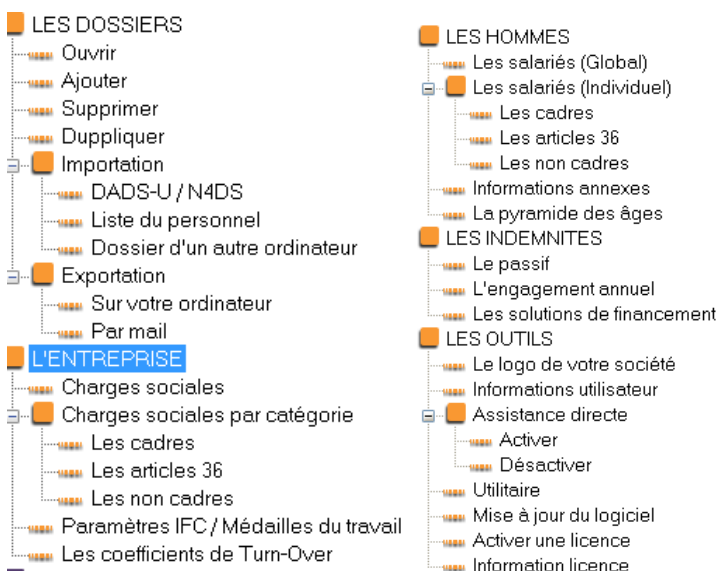 LES DOSSIERS
Ouvrir
Ajouter
Supprimer
Duppliquer
Importation
DADS-U / N4DS
Liste du personnel
Dossier d'un autre ordinateur
Exportation
Sur votre ordinateur
Par mail
L'ENTREPRISE
Charges sociales
Charges sociales par catégorie
Les cadres
Les articles 36
Les non cadres
Paramètres IFC / Médailles du travail
Les coefficients de Turn-Over
LES HOMMES
Les salariés (Global)
Les salariés (Individuel)
Les cadres
Les articles 36
Les non cadres
Informations annexes
La pyramide des âges
LES INDEMNITES
Le passif
L'engagement annuel
Les solutions de financement
LES OUTILS
Le logo de votre société
Informations utilisateur
Assistance directe
Activer
Désactiver
Utilitaire
Mise à jour du logiciel
Activer une licence
Information licence